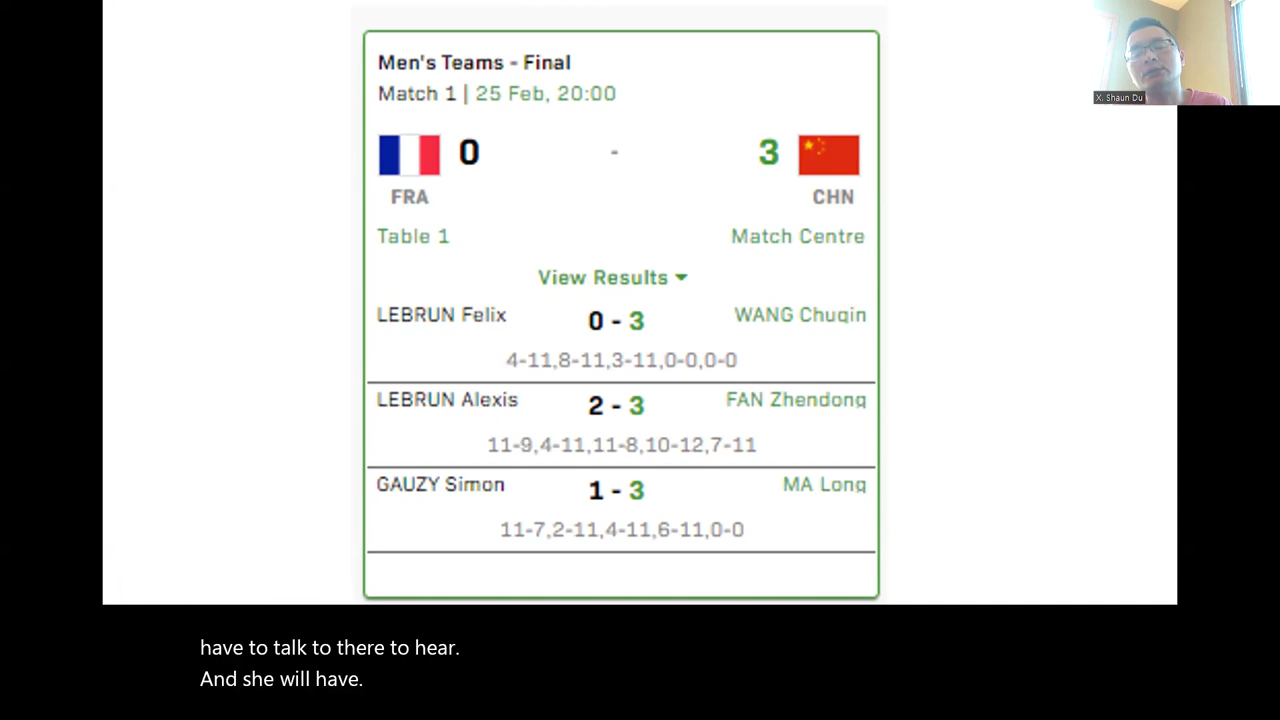 Men's Teams - Final
Match 1 | 25 Feb, 20:00
0 - 3
FRA CHN
Table 1 Match Centre
View Results
LEBRUN Felix 0 - 3 WANG Chuqin
4-11,8-11,3-11,0-0,0-0
LEBRUN Alexis 2 - 3 FAN Zhendong
11-9,4-11,11-8,10-12,7-11
GAUZY Simon 1 - 3 MA Long
11-7,2-11,4-11,6-11,0-0
X. Shaun Du
have to talk to there to hear.
And she will have.